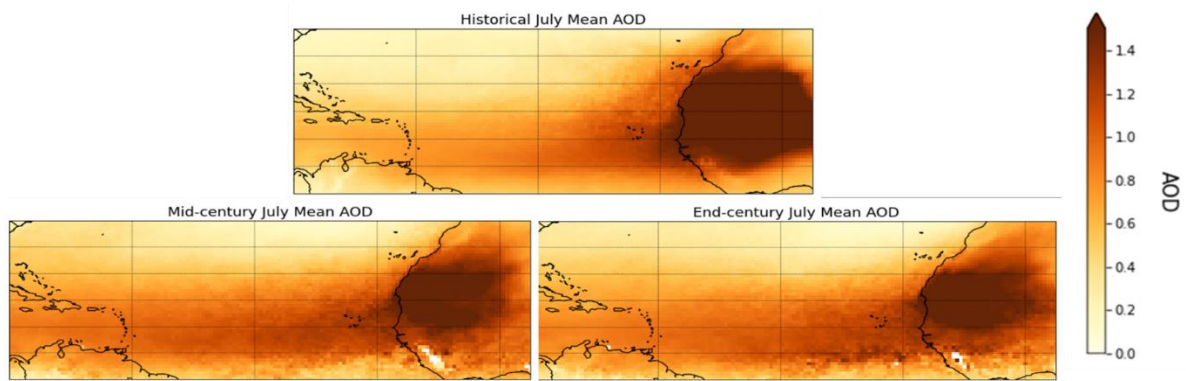 Historical July Mean AOD
1.4
1.2
1.0
0.8
0.6
0.4
0.2
0.0
AOD
Mid-century July Mean AOD
End-century July Mean AOD